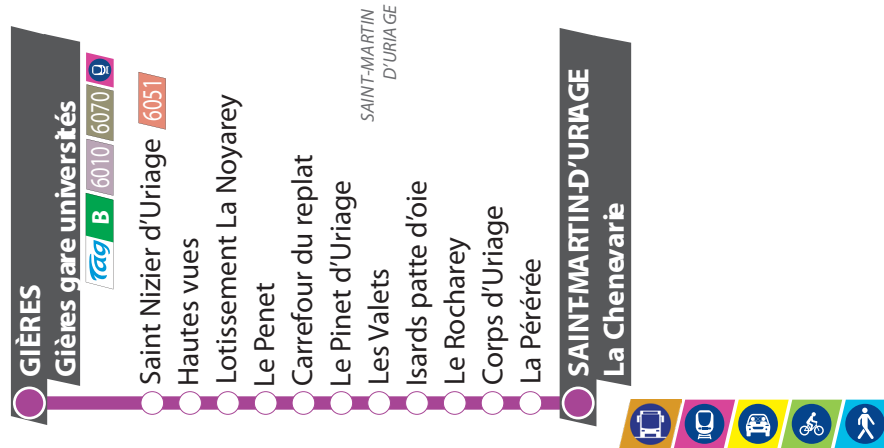 GIÈRES
Gières gare universités
Tag B 6010 6070
Saint Nizier d'Uriage 6051
Hautes vues
Lotissement La Noyarey
Le Penet
Carrefour du replat
Le Pinet d'Uriage
SAINT-MARTIN
D'URIAGE
Les Valets
Isards patte d'oie
Le Rocharey
Corps d'Uriage
La Pérérée
SAINT-MARTIN-D'URIAGE
La Chenevarie